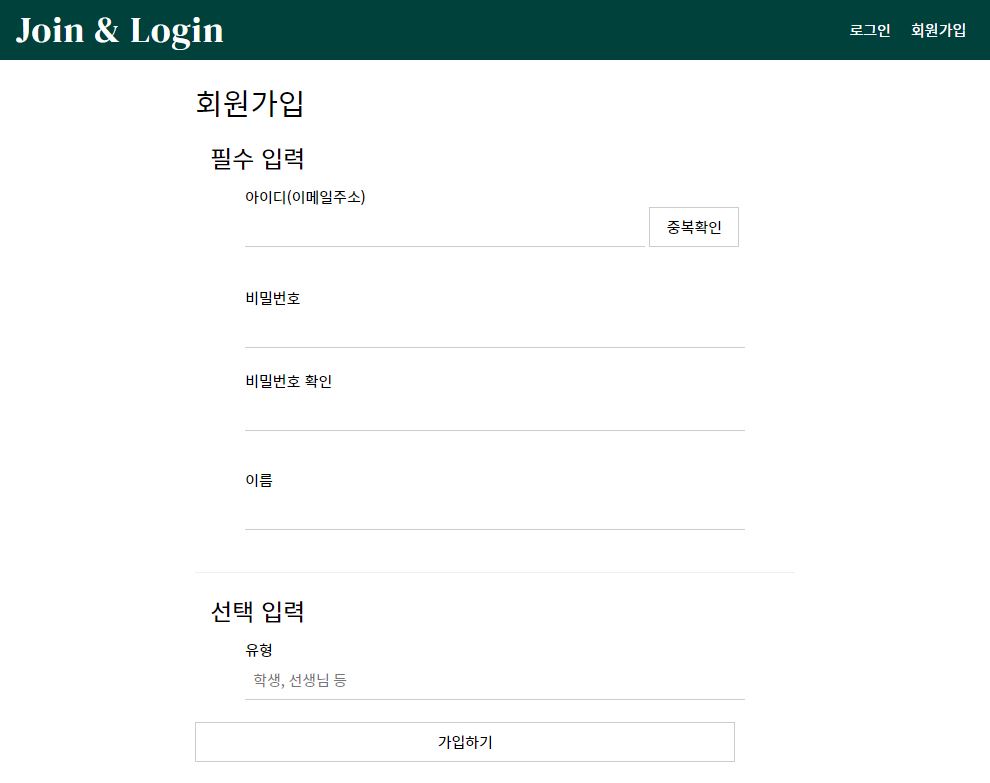 Join & Login
로그인 회원가입
회원가입
필수 입력
아이디(이메일주소)
중복확인
비밀번호
비밀번호 확인
이름
선택 입력
유형
학생, 선생님 등
가입하기